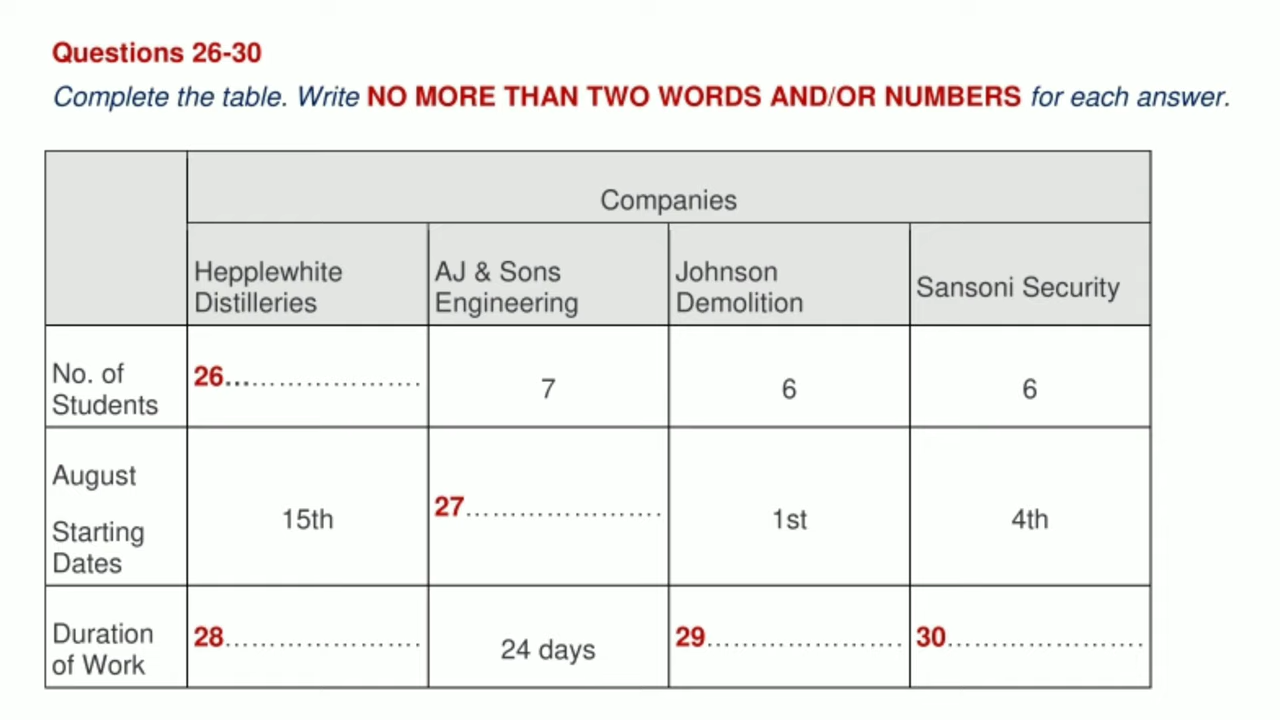 Questions 26-30
Complete the table. Write NO MORE THAN TWO WORDS AND/OR NUMBERS for each answer.
Companies
Hepplewhite
Distilleries
AJ & Sons
Engineering
Johnson
Demolition
Sansoni Security
No. of
Students
26.........................
7
6
6
August
Starting
Dates
15th
27.........................
1st
4th
Duration
of Work
28.........................
24 days
29.........................
30.........................